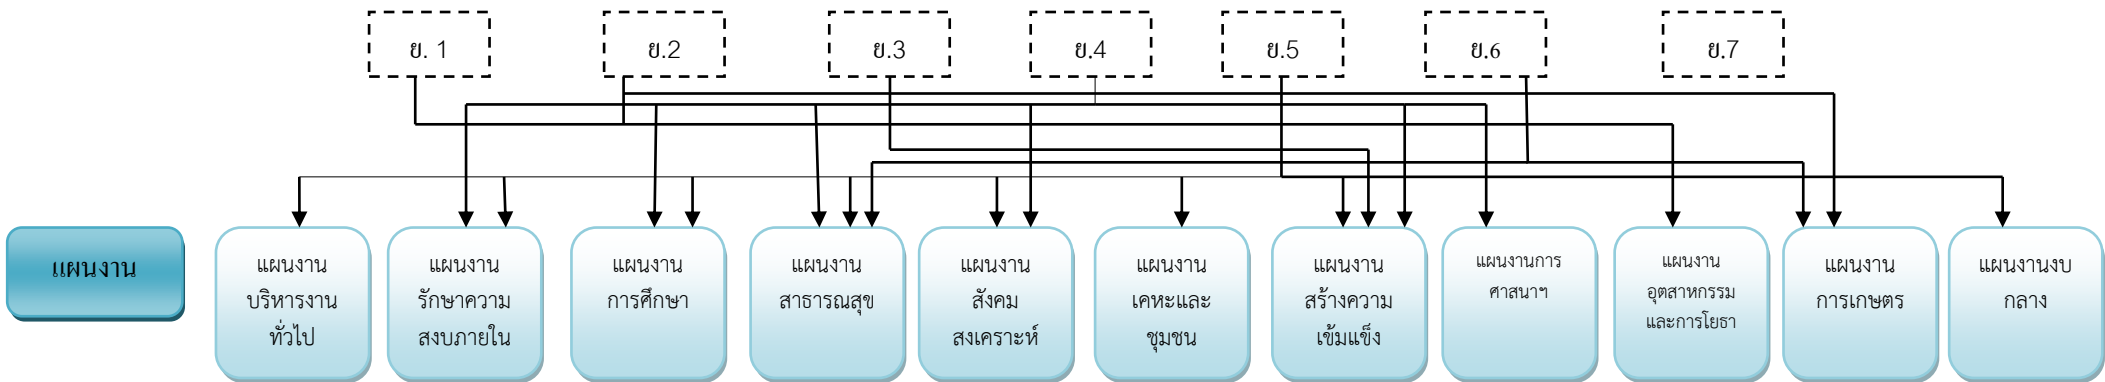 ย. 1
ย.2
ย.3
ย.4
ย.5
ย.6
ย.7
แผนงาน
แผนงาน
บริหารงาน
ทั่วไป
แผนงาน
รักษาความ
สงบภายใน
แผนงาน
การศึกษา
แผนงาน
สาธารณสุข
แผนงาน
สังคม
สงเคราะห์
แผนงาน
เคหะและ
ชุมชน
แผนงาน
สร้างความ
เข้มแข็ง
แผนงานการ
ศาสนาฯ
แผนงาน
อุตสาหกรรม
และการโยธา
แผนงาน
การเกษตร
แผนงานงบ
กลาง